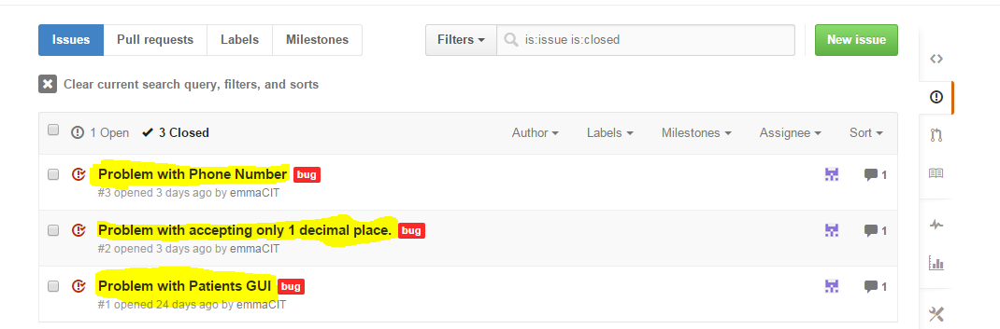 Issues Pull requests Labels Milestones Filters is:issue is:closed New issue
Clear current search query, filters, and sorts
1 Open 3 Closed Author Labels Milestones Assignee Sort
Problem with Phone Number bug 1
#3 opened 3 days ago by emmaCIT
Problem with accepting only 1 decimal place. bug 1
#2 opened 3 days ago by emmaCIT
Problem with Patients GUI bug 1
#1 opened 24 days ago by emmaCIT